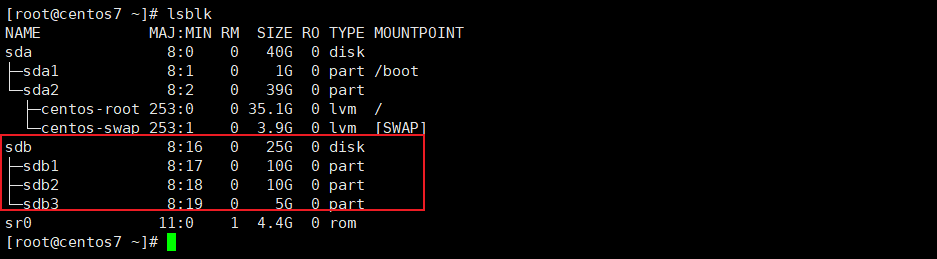 [root@centos7 ~]# lsblk
NAME            MAJ:MIN RM  SIZE RO TYPE MOUNTPOINT
sda               8:0    0   40G  0 disk
├─sda1            8:1    0    1G  0 part /boot
└─sda2            8:2    0   39G  0 part
  ├─centos-root 253:0    0 35.1G  0 lvm  /
  └─centos-swap 253:1    0  3.9G  0 lvm  [SWAP]
sdb               8:16   0   25G  0 disk
├─sdb1            8:17   0   10G  0 part
├─sdb2            8:18   0   10G  0 part
└─sdb3            8:19   0    5G  0 part
sr0              11:0    1  4.4G  0 rom
[root@centos7 ~]#